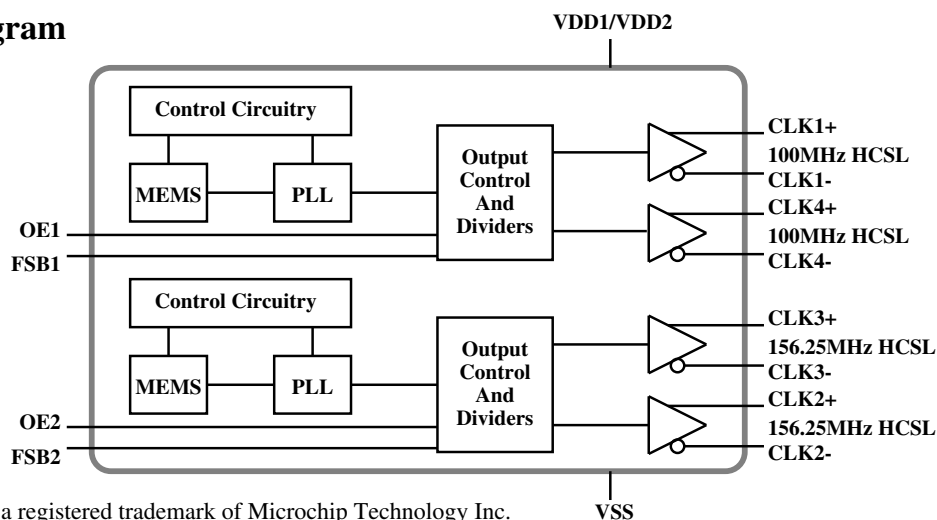 gram
VDD1/VDD2
Control Circuitry
MEMS
PLL
Output
Control
And
Dividers
OE1
FSB1
CLK1+
100MHz HCSL
CLK1-
CLK4+
100MHz HCSL
CLK4-
Control Circuitry
MEMS
PLL
Output
Control
And
Dividers
OE2
FSB2
CLK3+
156.25MHz HCSL
CLK3-
CLK2+
156.25MHz HCSL
CLK2-
a registered trademark of Microchip Technology Inc.
VSS